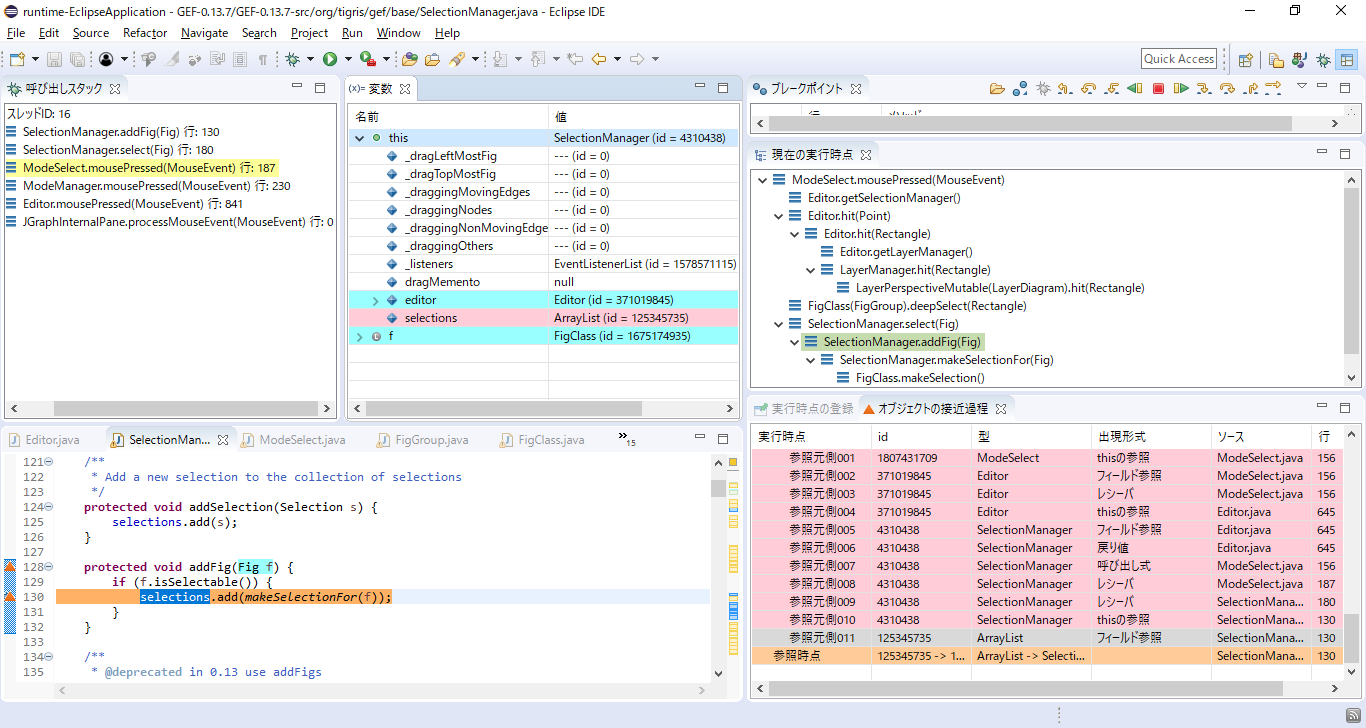 runtime-EclipseApplication - GEF-0.13.7/GEF-0.13.7-src/org/tigris/gef/base/SelectionManager.java - Eclipse IDE
File Edit Source Refactor Navigate Search Project Run Window Help
Quick Access
呼び出しスタック
スレッドID: 16
SelectionManager.addFig(Fig) 行: 130
SelectionManager.select(Fig) 行: 180
ModeSelect.mousePressed(MouseEvent) 行: 187
ModeManager.mousePressed(MouseEvent) 行: 230
Editor.mousePressed(MouseEvent) 行: 841
JGraphInternalPane.processMouseEvent(MouseEvent) 行: 0
(x)= 変数
名前 値
this SelectionManager (id = 4310438)
_dragLeftMostFig --- (id = 0)
_dragTopMostFig --- (id = 0)
_draggingMovingEdges --- (id = 0)
_draggingNodes --- (id = 0)
_draggingNonMovingEdge --- (id = 0)
_draggingOthers --- (id = 0)
_listeners EventListenerList (id = 1578571115)
dragMemento null
editor Editor (id = 371019845)
selections ArrayList (id = 125345735)
f FigClass (id = 1675174935)
ブレークポイント
現在の実行時点
ModeSelect.mousePressed(MouseEvent)
Editor.getSelectionManager()
Editor.hit(Point)
Editor.hit(Rectangle)
Editor.getLayerManager()
LayerManager.hit(Rectangle)
LayerPerspectiveMutable(LayerDiagram).hit(Rectangle)
FigClass(FigGroup).deepSelect(Rectangle)
SelectionManager.select(Fig)
SelectionManager.addFig(Fig)
SelectionManager.makeSelectionFor(Fig)
FigClass.makeSelection()
Editor.java SelectionMan... ModeSelect.java FigGroup.java FigClass.java »15
121 /**
122 * Add a new selection to the collection of selections
123 */
124 protected void addSelection(Selection s) {
125 selections.add(s);
126 }
127
128 protected void addFig(Fig f) {
129 if (f.isSelectable()) {
130 selections.add(makeSelectionFor(f));
131 }
132 }
133
134 /**
135 * @deprecated in 0.13 use addFigs
実行時点の登録 オブジェクトの接近過程
実行時点 id 型 出現形式 ソース 行
参照元側001 1807431709 ModeSelect thisの参照 ModeSelect.java 156
参照元側002 371019845 Editor フィールド参照 ModeSelect.java 156
参照元側003 371019845 Editor レシーバ ModeSelect.java 156
参照元側004 371019845 Editor thisの参照 Editor.java 645
参照元側005 4310438 SelectionManager フィールド参照 Editor.java 645
参照元側006 4310438 SelectionManager 戻り値 Editor.java 645
参照元側007 4310438 SelectionManager 呼び出し式 ModeSelect.java 156
参照元側008 4310438 SelectionManager レシーバ ModeSelect.java 187
参照元側009 4310438 SelectionManager レシーバ SelectionMana... 180
参照元側010 4310438 SelectionManager thisの参照 SelectionMana... 130
参照元側011 125345735 ArrayList フィールド参照 SelectionMana... 130
参照時点 125345735 -> 1... ArrayList -> Selecti... SelectionMana... 130